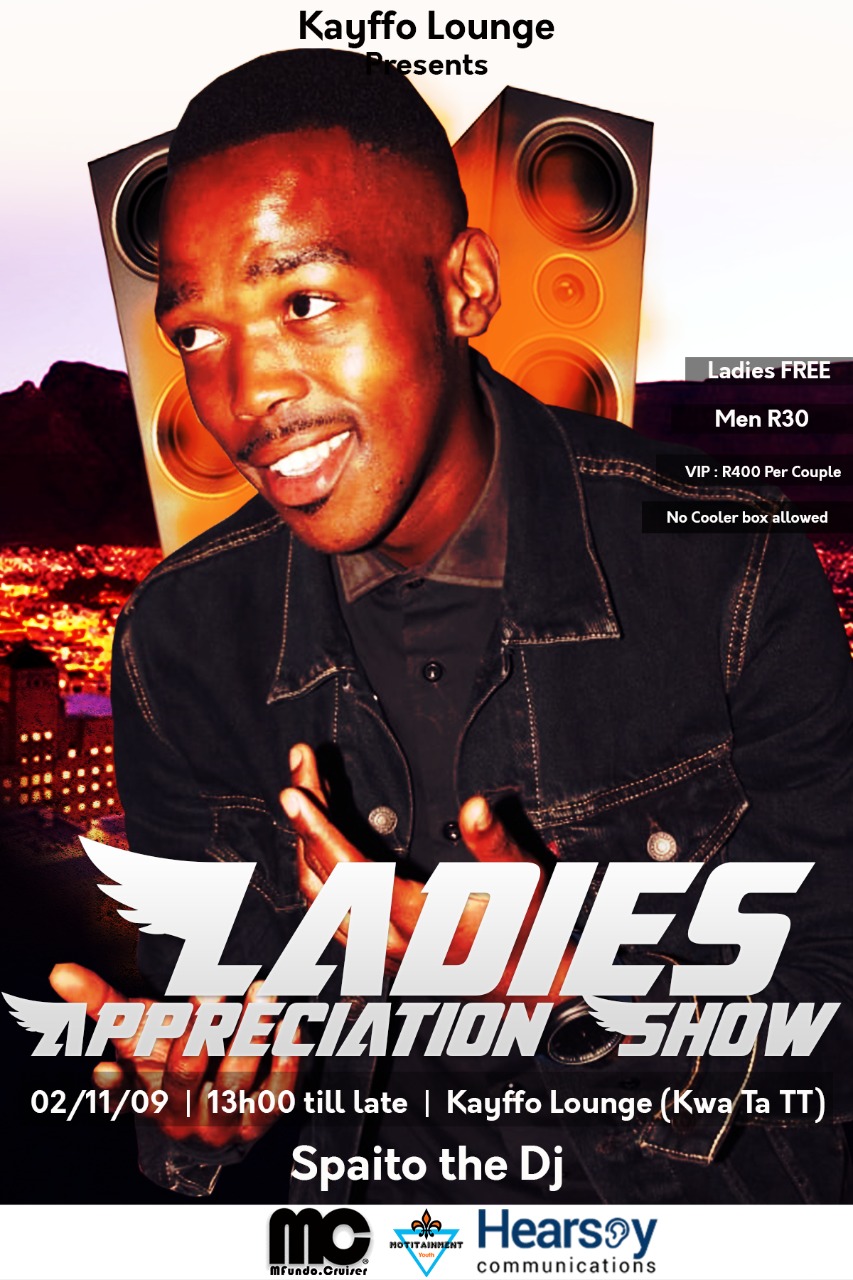 Kayffo Lounge
Presents
Ladies FREE
Men R30
VIP : R400 Per Couple
No Cooler box allowed
LADIES
APPRECIATION SHOW
02/11/09 | 13h00 till late | Kayffo Lounge (Kwa Ta TT)
Spaito the Dj
MC
MFundo.Cruiser
MOTITAINMENT
Youth
Hearsay
communications